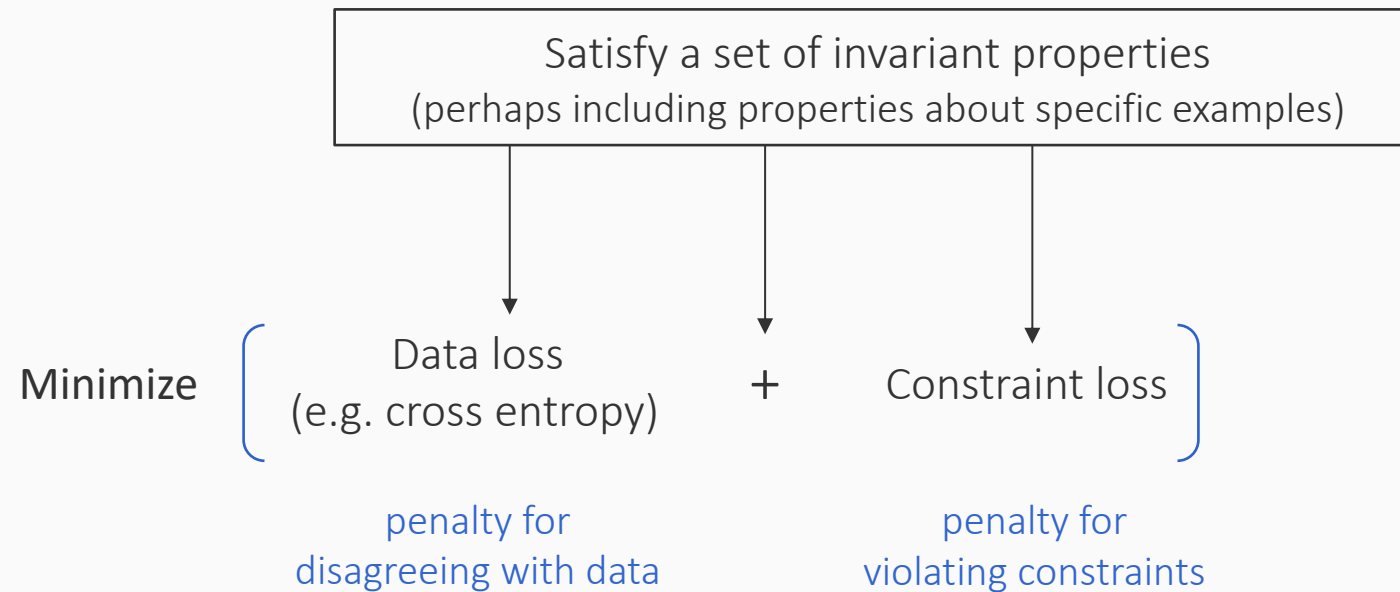 Satisfy a set of invariant properties
(perhaps including properties about specific examples)
Minimize
Data loss
(e.g. cross entropy)
+
Constraint loss
penalty for
disagreeing with data
penalty for
violating constraints